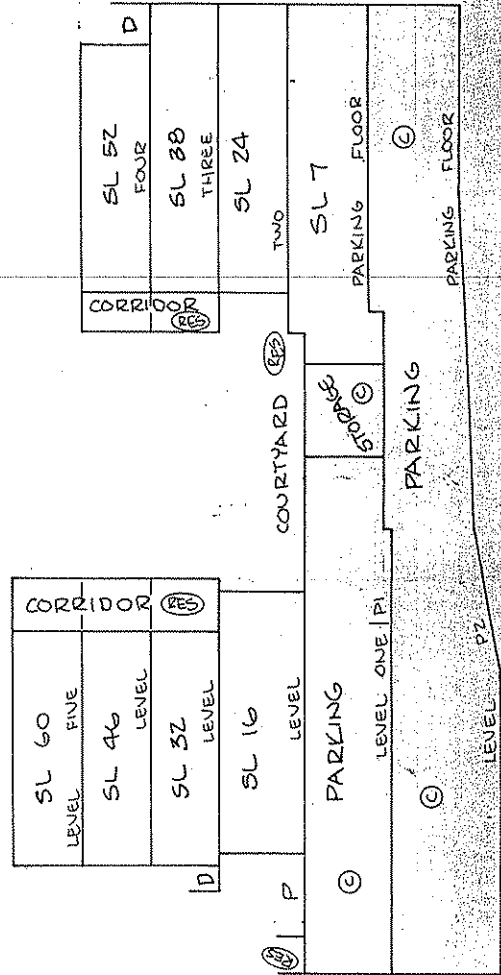 SL 60
LEVEL FIVE
CORRIDOR
RES
SL 46
LEVEL
SL 52
FOUR
D
CORRIDOR
RES
SL 32
LEVEL
D
SL 38
THREE
RES
P
SL 16
LEVEL
COURTYARD
RES
SL 24
TWO
PARKING
C
LEVEL ONE | P1
STORAGE
C
SL 7
PARKING FLOOR
C
PARKING
C
LEVEL P2
PARKING FLOOR